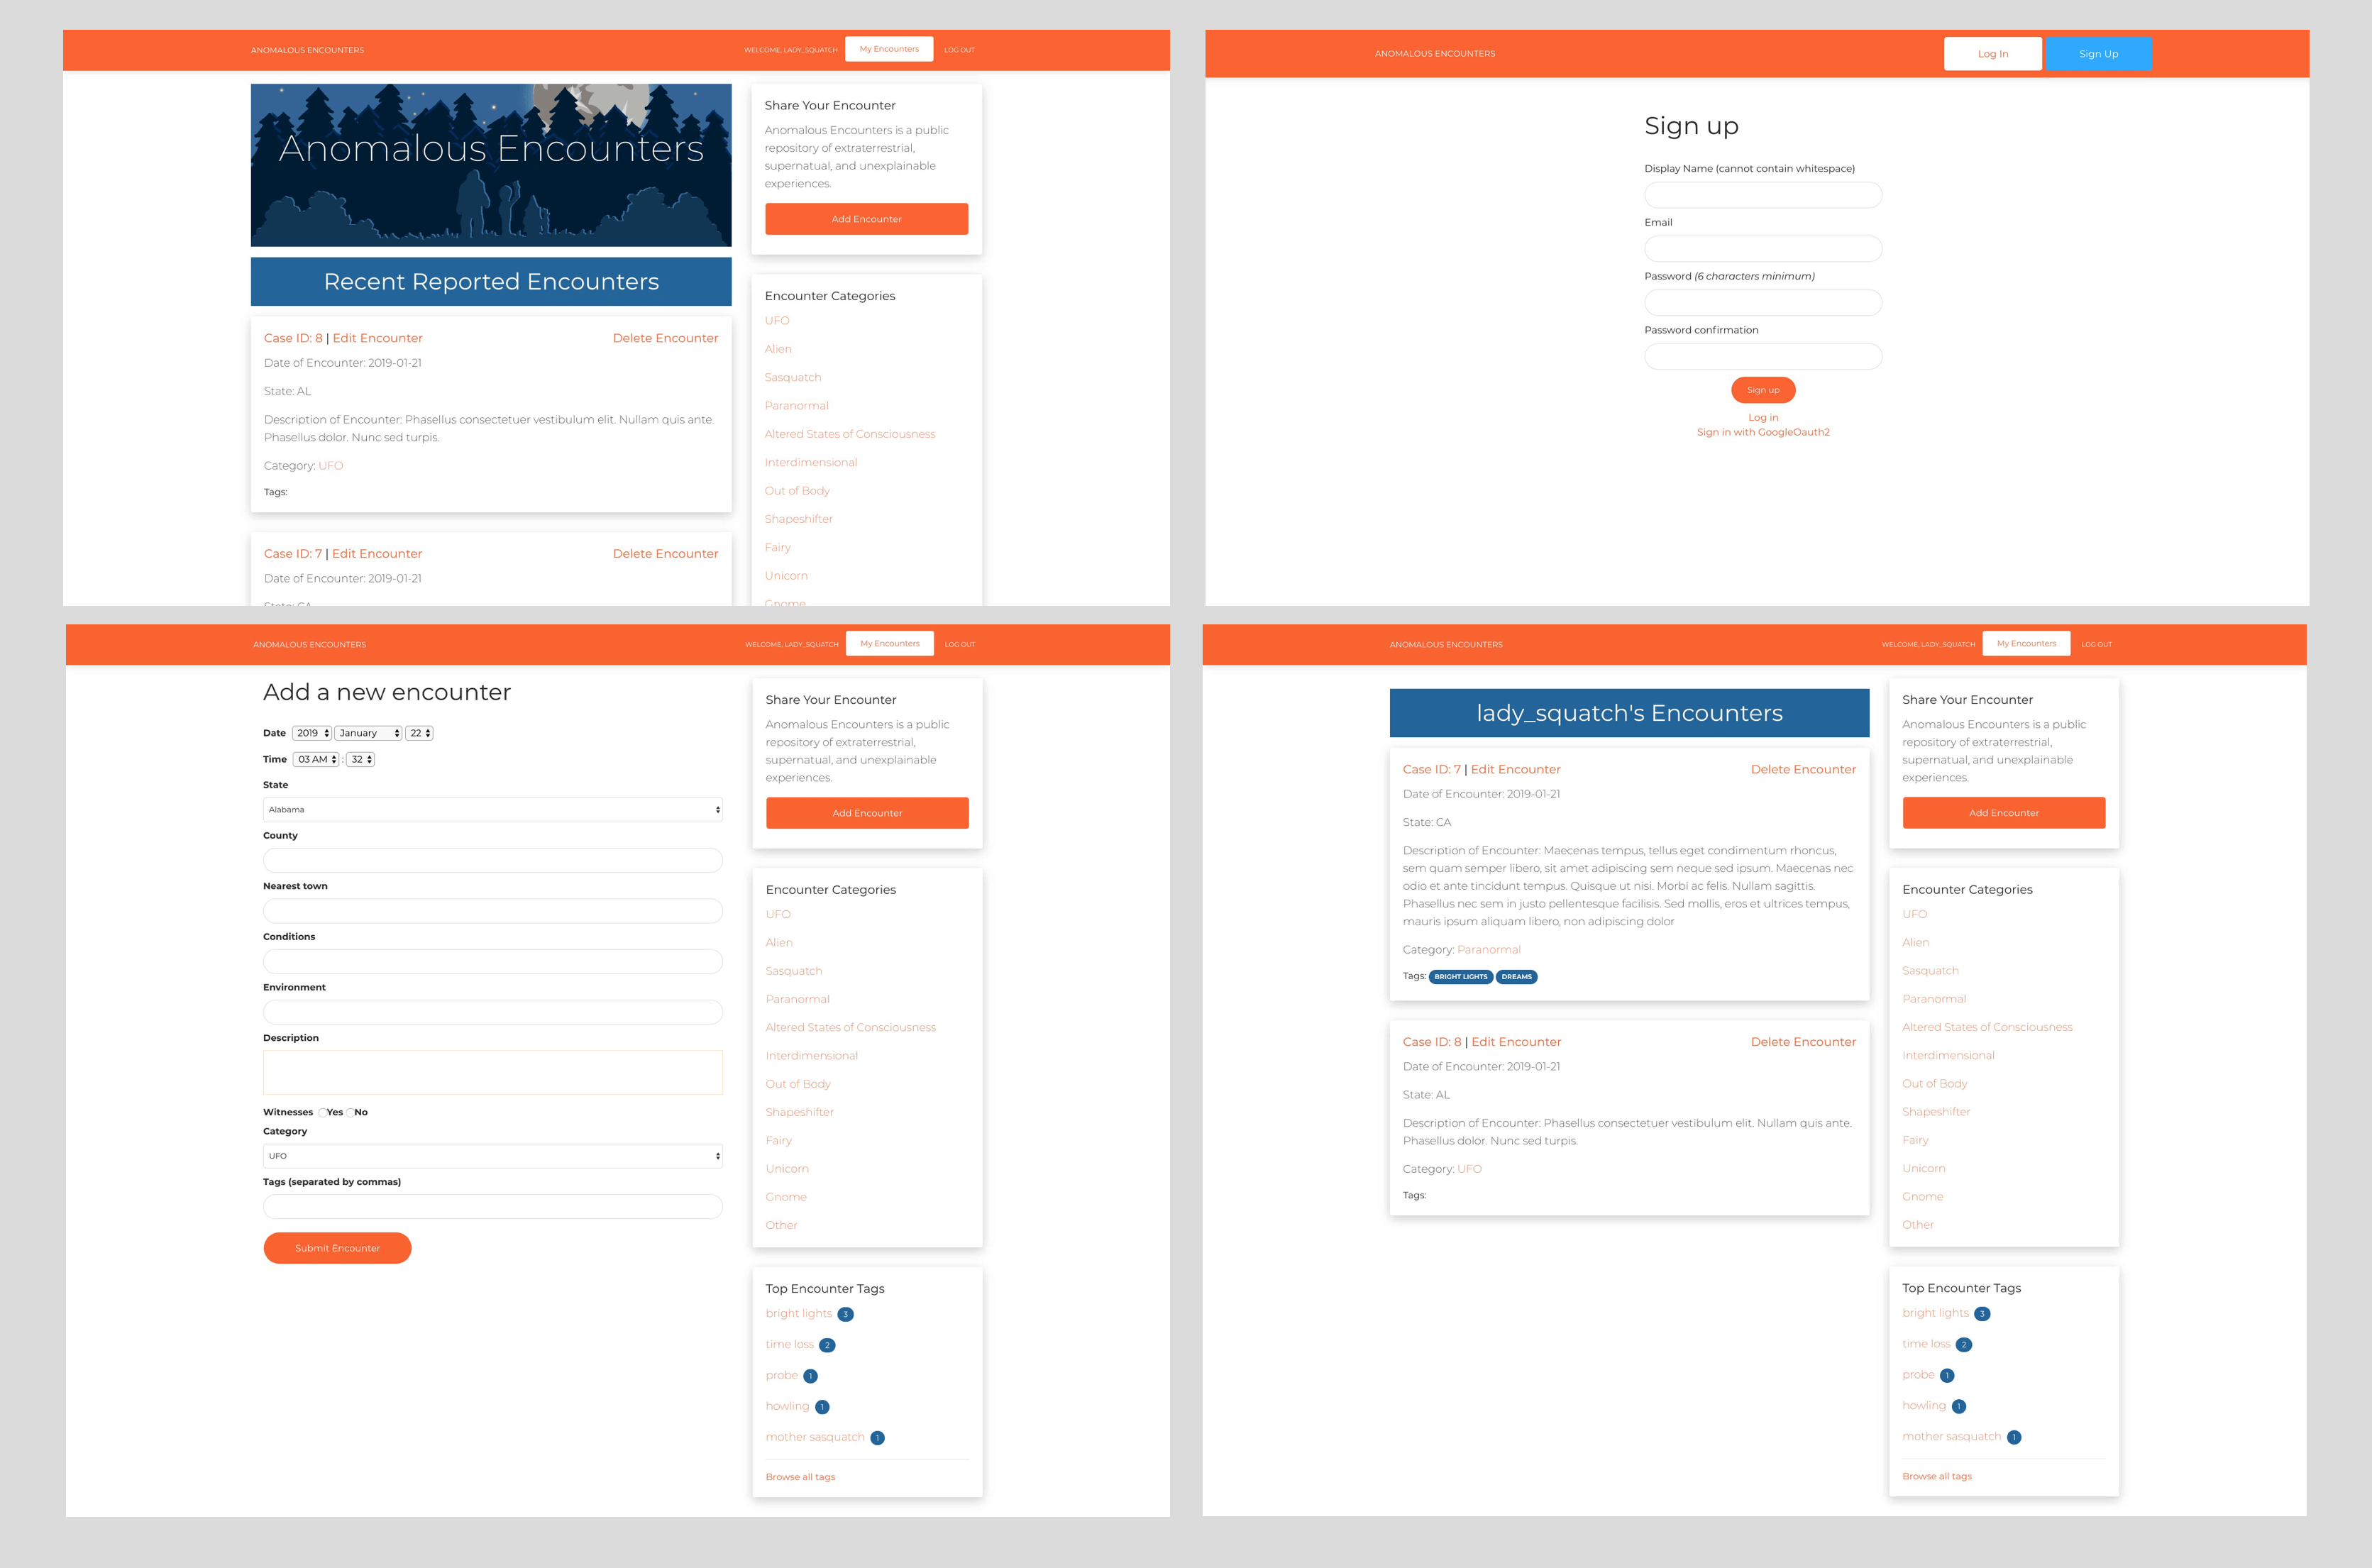 ANOMALOUS ENCOUNTERS
WELCOME, LADY_SQUATCH My Encounters LOG OUT
Anomalous Encounters
Recent Reported Encounters
Case ID: 8 | Edit Encounter Delete Encounter
Date of Encounter: 2019-01-21
State: AL
Description of Encounter: Phasellus consectetuer vestibulum elit. Nullam quis ante.
Phasellus dolor. Nunc sed turpis.
Category: UFO
Tags:
Case ID: 7 | Edit Encounter Delete Encounter
Date of Encounter: 2019-01-21
State: CA
Share Your Encounter
Anomalous Encounters is a public
repository of extraterrestrial,
supernatual, and unexplainable
experiences.
Add Encounter
Encounter Categories
UFO
Alien
Sasquatch
Paranormal
Altered States of Consciousness
Interdimensional
Out of Body
Shapeshifter
Fairy
Unicorn
Gnome
ANOMALOUS ENCOUNTERS
Log In Sign Up
Sign up
Display Name (cannot contain whitespace)
Email
Password (6 characters minimum)
Password confirmation
Sign up
Log in
Sign in with GoogleOauth2
ANOMALOUS ENCOUNTERS
WELCOME, LADY_SQUATCH My Encounters LOG OUT
Add a new encounter
Date 2019 January 22
Time 03 AM : 32
State
Alabama
County
Nearest town
Conditions
Environment
Description
Witnesses Yes No
Category
UFO
Tags (separated by commas)
Submit Encounter
Share Your Encounter
Anomalous Encounters is a public
repository of extraterrestrial,
supernatual, and unexplainable
experiences.
Add Encounter
Encounter Categories
UFO
Alien
Sasquatch
Paranormal
Altered States of Consciousness
Interdimensional
Out of Body
Shapeshifter
Fairy
Unicorn
Gnome
Other
Top Encounter Tags
bright lights 3
time loss 2
probe 1
howling 1
mother sasquatch 1
Browse all tags
ANOMALOUS ENCOUNTERS
WELCOME, LADY_SQUATCH My Encounters LOG OUT
lady_squatch's Encounters
Case ID: 7 | Edit Encounter Delete Encounter
Date of Encounter: 2019-01-21
State: CA
Description of Encounter: Maecenas tempus, tellus eget condimentum rhoncus,
sem quam semper libero, sit amet adipiscing sem neque sed ipsum. Maecenas nec
odio et ante tincidunt tempus. Quisque ut nisi. Morbi ac felis. Nullam sagittis.
Phasellus nec sem in justo pellentesque facilisis. Sed mollis, eros et ultrices tempus,
mauris ipsum aliquam libero, non adipiscing dolor
Category: Paranormal
Tags: BRIGHT LIGHTS DREAMS
Case ID: 8 | Edit Encounter Delete Encounter
Date of Encounter: 2019-01-21
State: AL
Description of Encounter: Phasellus consectetuer vestibulum elit. Nullam quis ante.
Phasellus dolor. Nunc sed turpis.
Category: UFO
Tags:
Share Your Encounter
Anomalous Encounters is a public
repository of extraterrestrial,
supernatual, and unexplainable
experiences.
Add Encounter
Encounter Categories
UFO
Alien
Sasquatch
Paranormal
Altered States of Consciousness
Interdimensional
Out of Body
Shapeshifter
Fairy
Unicorn
Gnome
Other
Top Encounter Tags
bright lights 3
time loss 2
probe 1
howling 1
mother sasquatch 1
Browse all tags